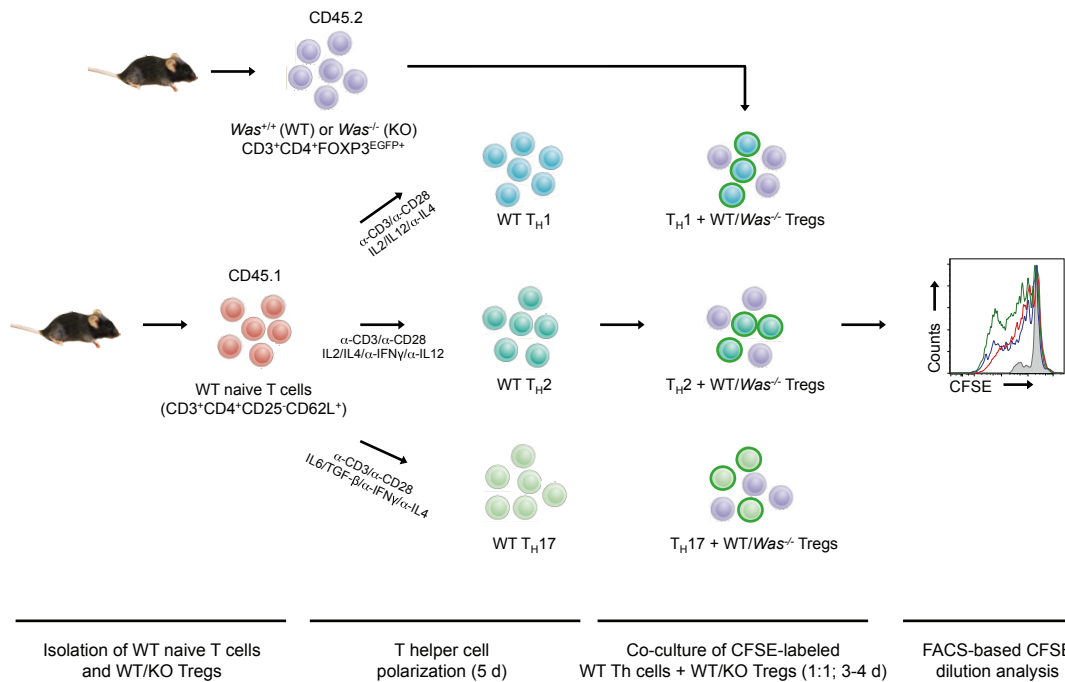 CD45.2
Was+/+ (WT) or Was-/- (KO)
CD3+CD4+FOXP3EGFP+
α-CD3/α-CD28
IL2/IL12/α-IL4
WT TH1
TH1 + WT/Was-/- Tregs
CD45.1
WT naive T cells
(CD3+CD4+CD25-CD62L+)
α-CD3/α-CD28
IL2/IL4/α-IFNγ/α-IL12
WT TH2
TH2 + WT/Was-/- Tregs
Counts
CFSE
α-CD3/α-CD28
IL6/TGF-β/α-IFNγ/α-IL4
WT TH17
TH17 + WT/Was-/- Tregs
Isolation of WT naive T cells
and WT/KO Tregs
T helper cell
polarization (5 d)
Co-culture of CFSE-labeled
WT Th cells + WT/KO Tregs (1:1; 3-4 d)
FACS-based CFSE
dilution analysis